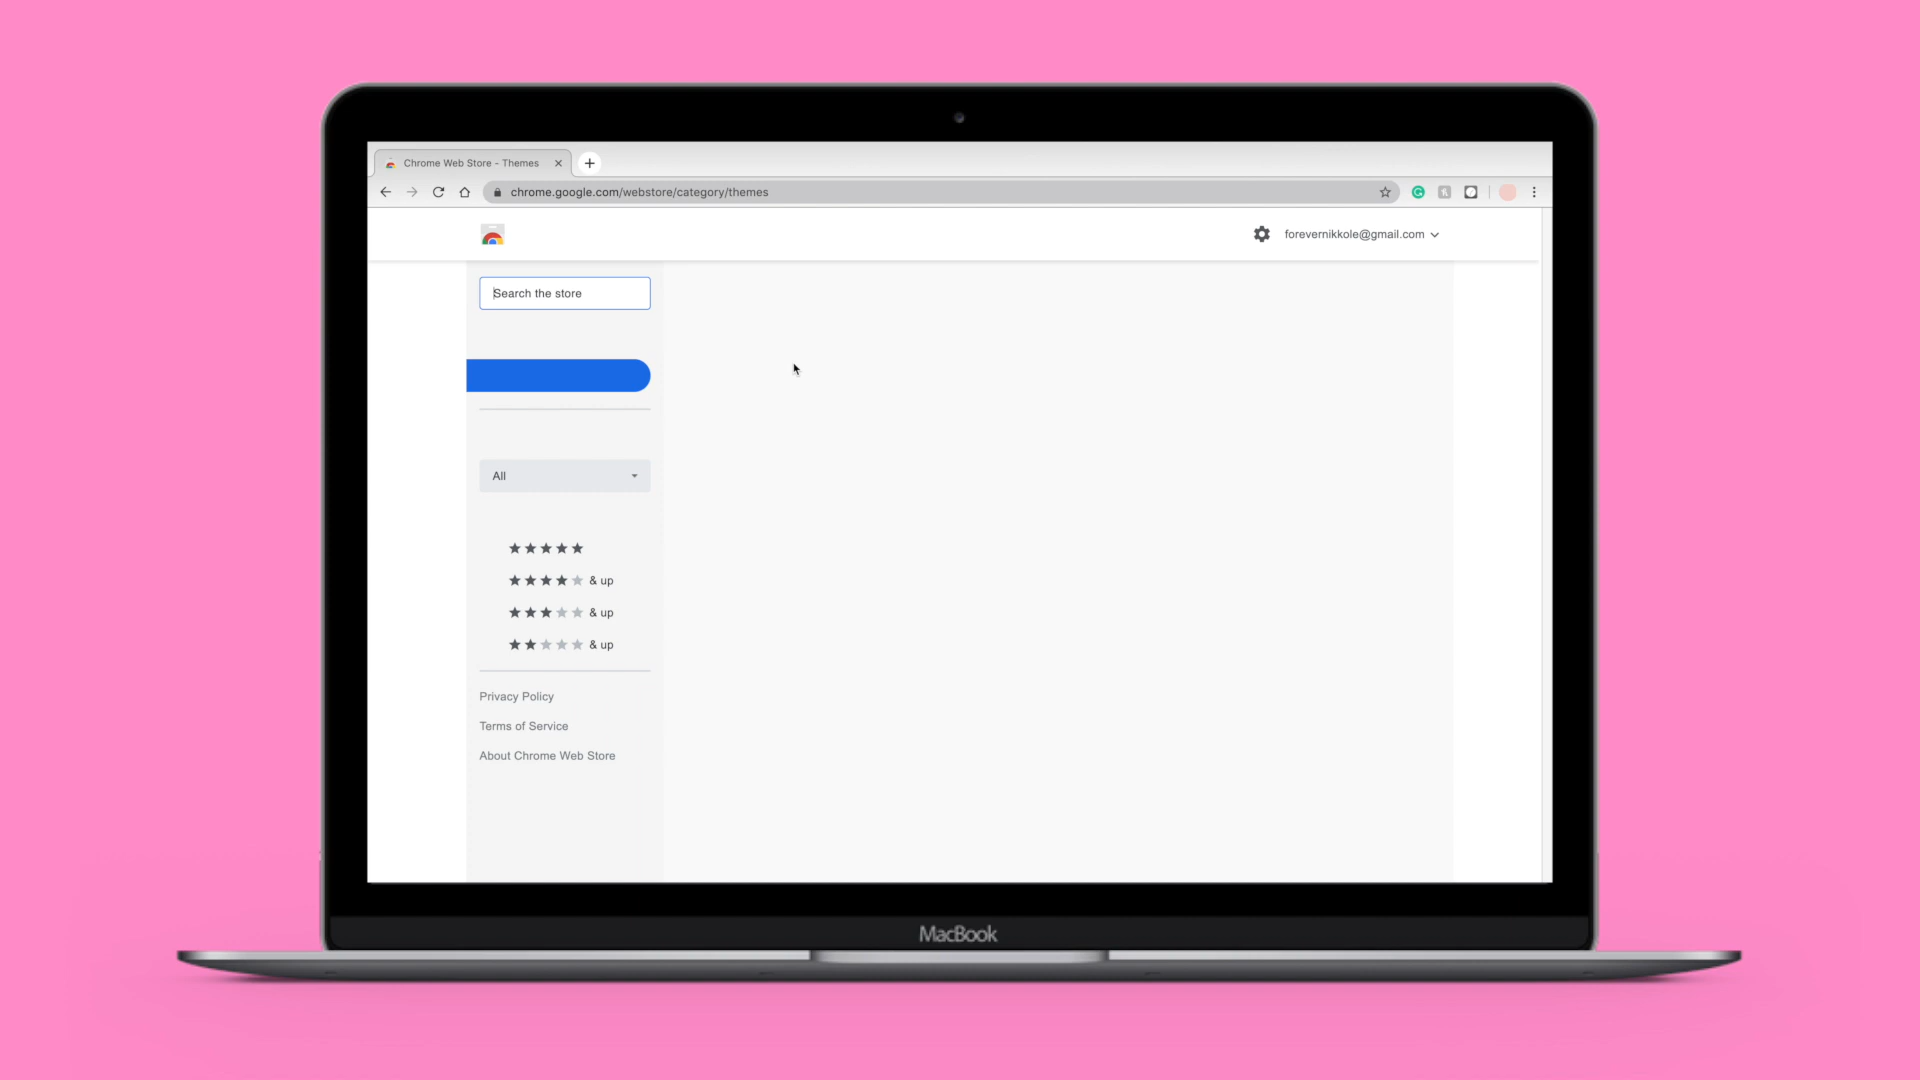 Chrome Web Store - Themes
chrome.google.com/webstore/category/themes
forevernikkole@gmail.com
Search the store
All
& up
& up
& up
Privacy Policy
Terms of Service
About Chrome Web Store
MacBook